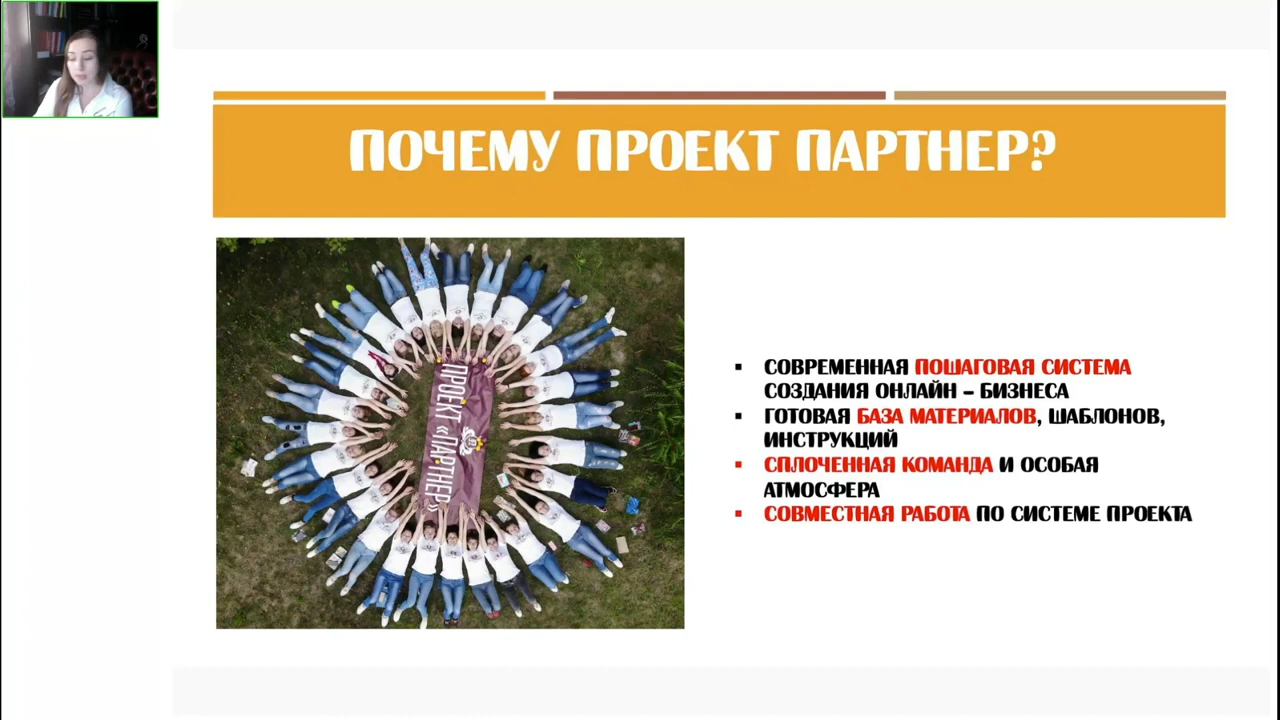 ПОЧЕМУ ПРОЕКТ ПАРТНЕР?
ПРОЕКТ «ПАРТНЕР»
▪ СОВРЕМЕННАЯ ПОШАГОВАЯ СИСТЕМА
СОЗДАНИЯ ОНЛАЙН – БИЗНЕСА
▪ ГОТОВАЯ БАЗА МАТЕРИАЛОВ, ШАБЛОНОВ,
ИНСТРУКЦИЙ
▪ СПЛОЧЕННАЯ КОМАНДА И ОСОБАЯ
АТМОСФЕРА
▪ СОВМЕСТНАЯ РАБОТА ПО СИСТЕМЕ ПРОЕКТА